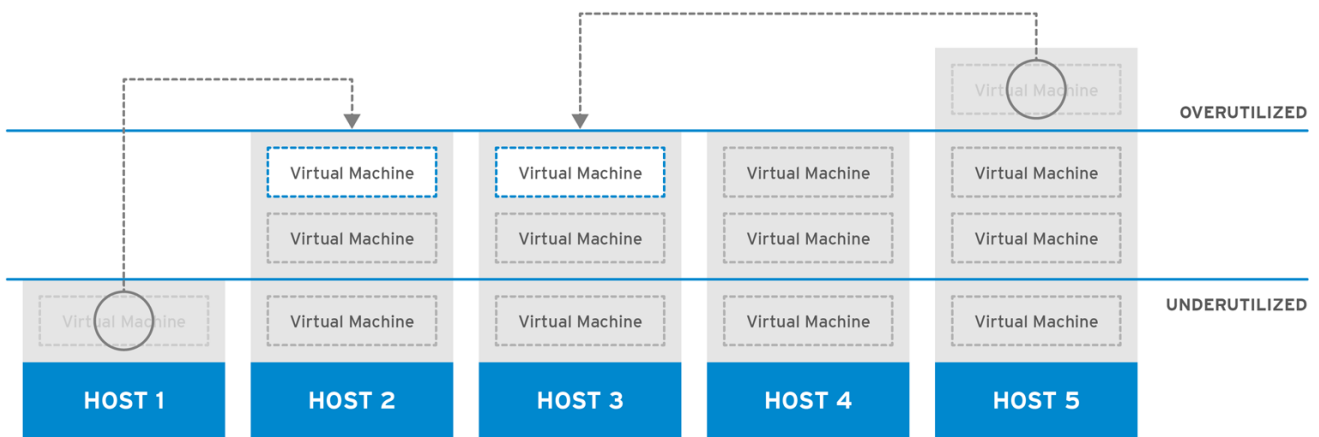 Virtual Machine
OVERUTILIZED
Virtual Machine Virtual Machine Virtual Machine Virtual Machine
Virtual Machine Virtual Machine Virtual Machine Virtual Machine
UNDERUTILIZED
Virtual Machine Virtual Machine Virtual Machine Virtual Machine Virtual Machine
HOST 1 HOST 2 HOST 3 HOST 4 HOST 5